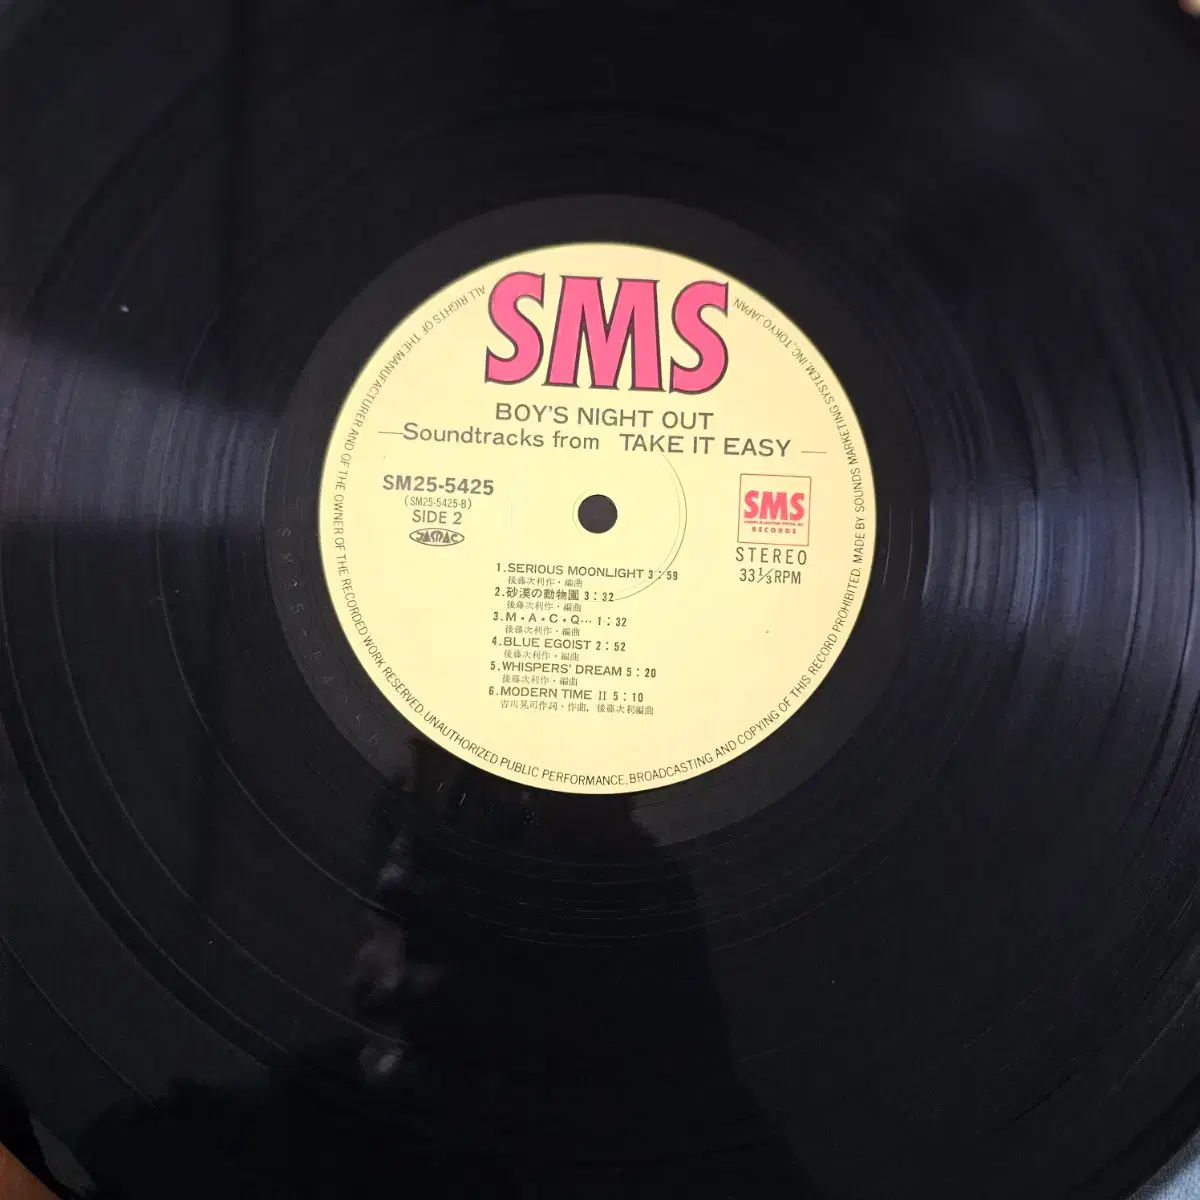 SMS
BOY'S NIGHT OUT
—Soundtracks from TAKE IT EASY—
SM25-5425
(SM25-5425-B)
SIDE 2
JASRAC
SMS
RECORDS
STEREO
33 1/3 RPM
1.SERIOUS MOONLIGHT 3:59
後藤次利作・編曲
2.砂漠の動物園 3:32
後藤次利作・編曲
3.M・A・C・Q… 1:32
後藤次利作・編曲
4.BLUE EGOIST 2:52
後藤次利作・編曲
5.WHISPERS' DREAM 5:20
後藤次利作・編曲
6.MODERN TIME II 5:10
吉川晃司作詞・作曲，後藤次利編曲
ALL RIGHTS OF THE MANUFACTURER AND OF THE OWNER OF THE RECORDED WORK RESERVED. UNAUTHORIZED PUBLIC PERFORMANCE, BROADCASTING AND COPYING OF THIS RECORD PROHIBITED. MADE BY SOUNDS MARKETING SYSTEM, INC., TOKYO JAPAN.